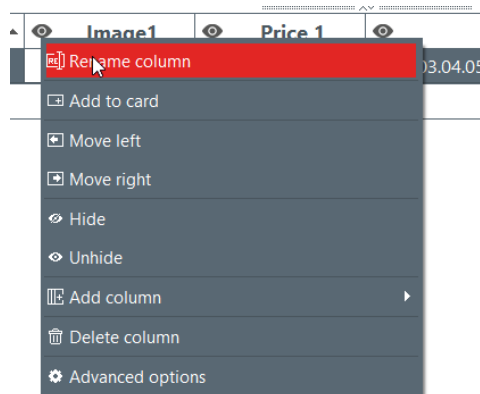 Image1 Price 1
RE Rename column
03.04.05
Add to card
Move left
Move right
Hide
Unhide
Add column
Delete column
Advanced options